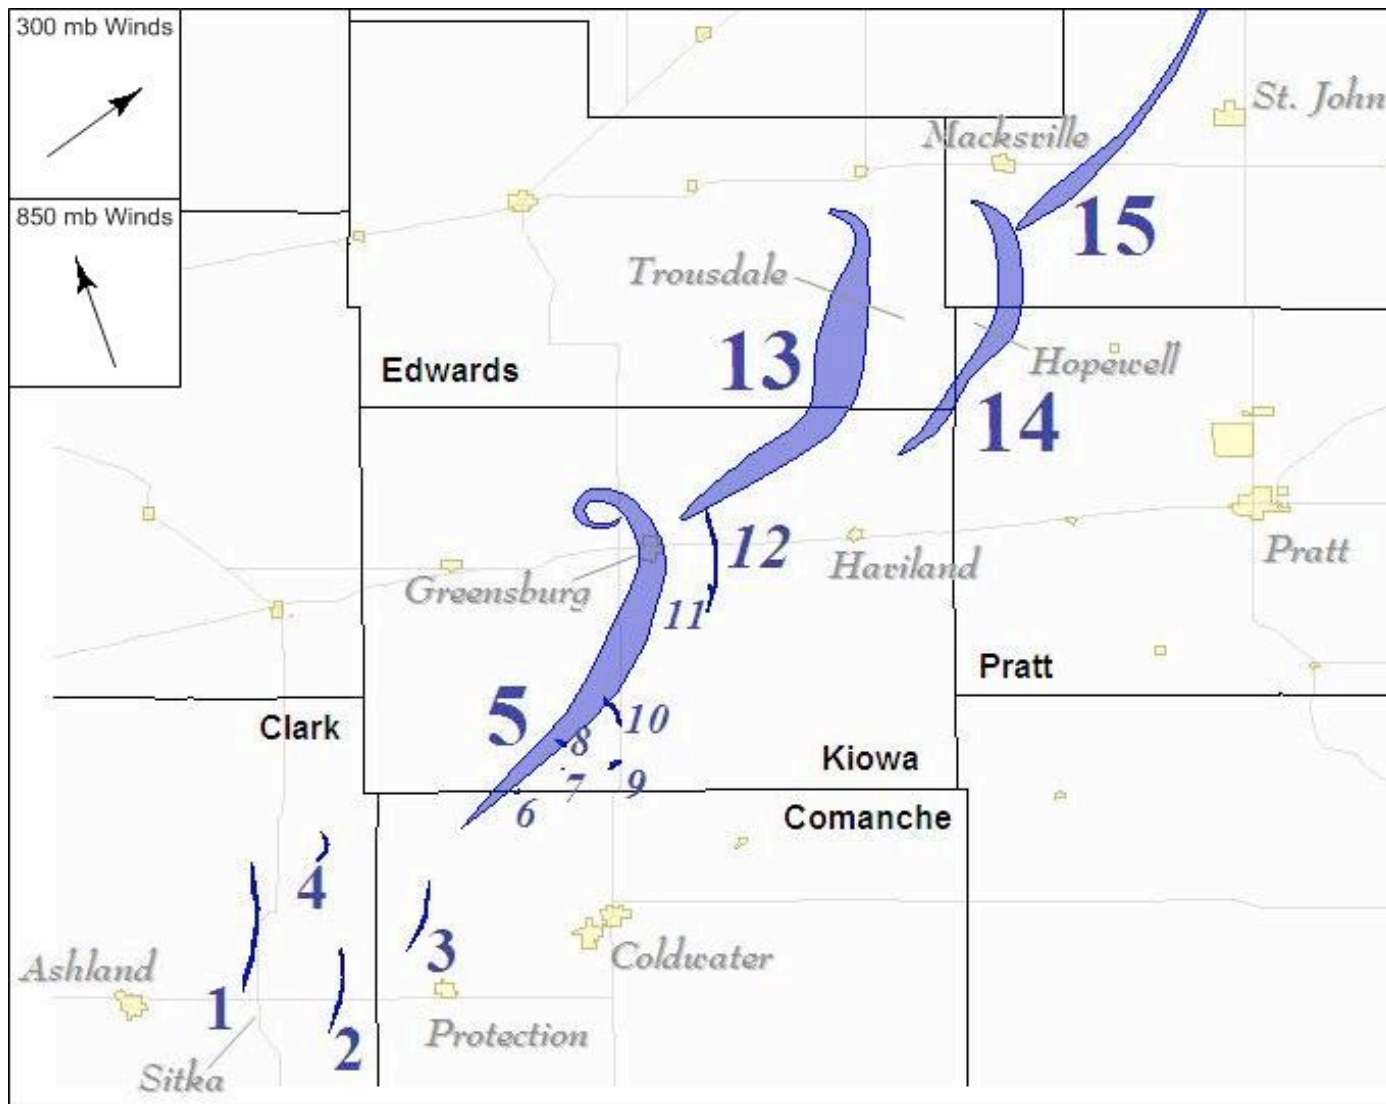 300 mb Winds
850 mb Winds
St. John
Macksville
15
Trousdale
13
Hopewell
Edwards
14
12
Haviland
Pratt
Greensburg
11
Pratt
5
10
Clark
8
Kiowa
7
9
6
Comanche
4
3
Coldwater
Ashland
1
2
Protection
Sitka